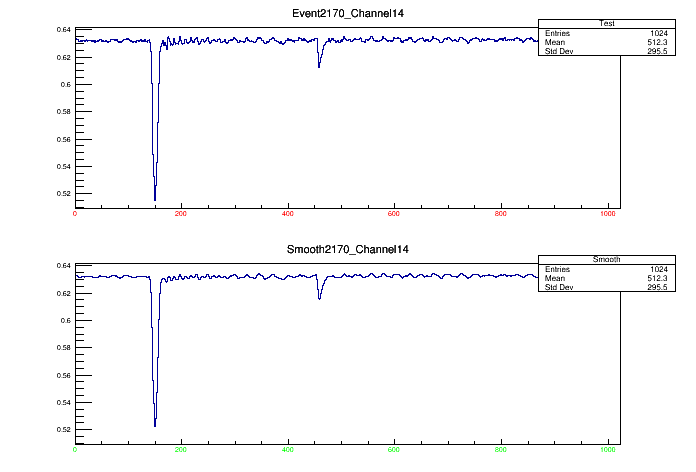 Event2170_Channel14
Test
Entries 1024
Mean 512.3
Std Dev 295.5
0.64
0.62
0.6
0.58
0.56
0.54
0.52
0 200 400 600 800 1000
Smooth2170_Channel14
Smooth
Entries 1024
Mean 512.3
Std Dev 295.5
0.64
0.62
0.6
0.58
0.56
0.54
0.52
0 200 400 600 800 1000